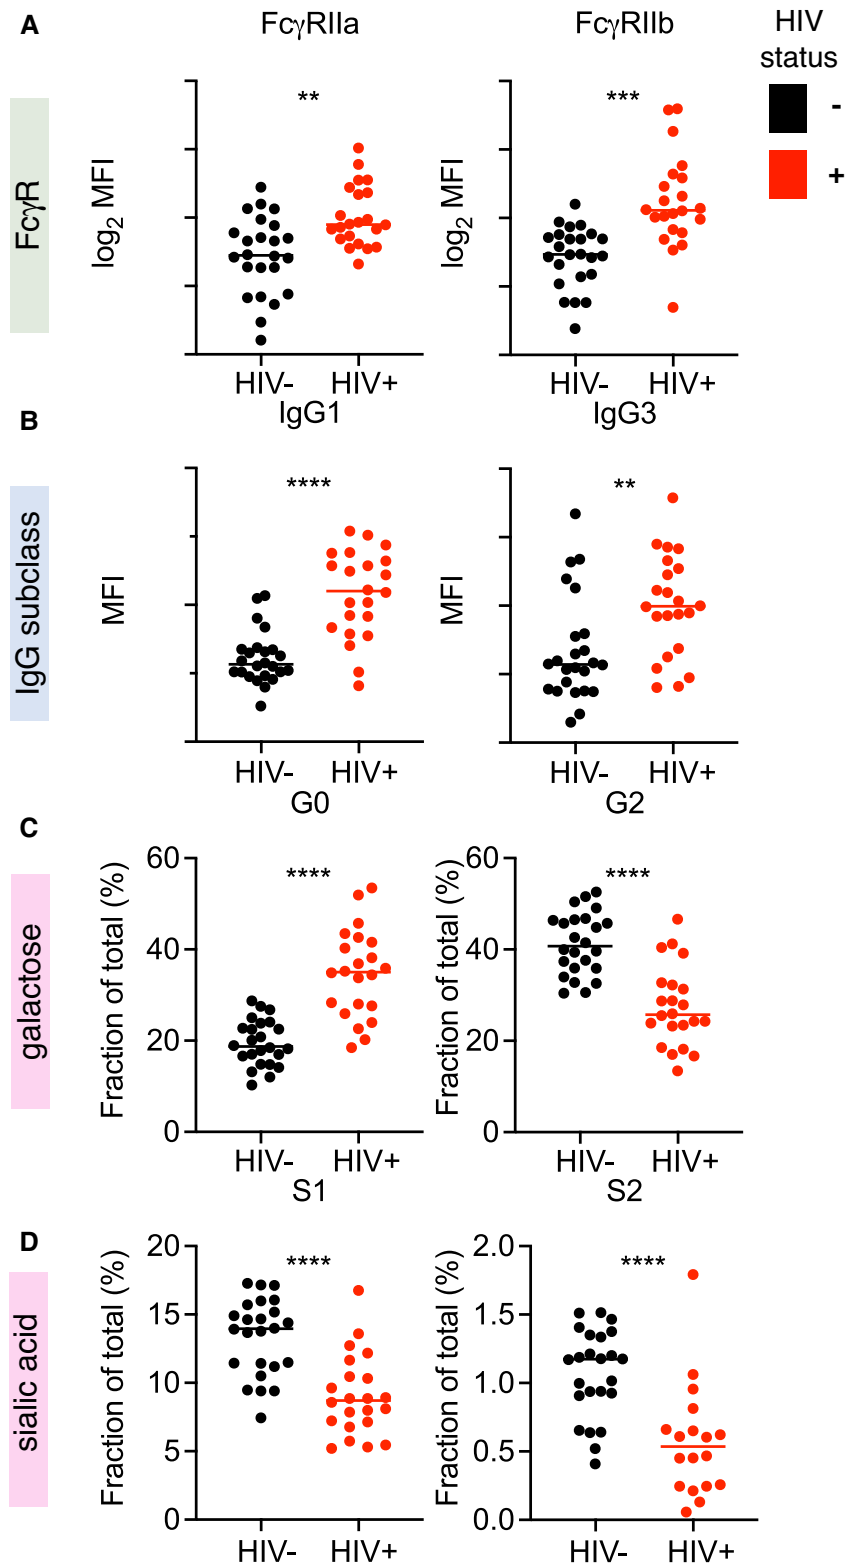 A
FcγRIIa
FcγRIIb
HIV
status
-
+
FcγR
log2 MFI
**
HIV-
HIV+
log2 MFI
***
HIV-
HIV+
B
IgG1
IgG3
IgG subclass
MFI
****
HIV-
HIV+
MFI
**
HIV-
HIV+
C
G0
G2
galactose
Fraction of total (%)
60
40
20
0
****
HIV-
HIV+
Fraction of total (%)
60
40
20
0
****
HIV-
HIV+
D
S1
S2
sialic acid
Fraction of total (%)
20
15
10
5
0
****
HIV-
HIV+
Fraction of total (%)
2.0
1.5
1.0
0.5
0.0
****
HIV-
HIV+